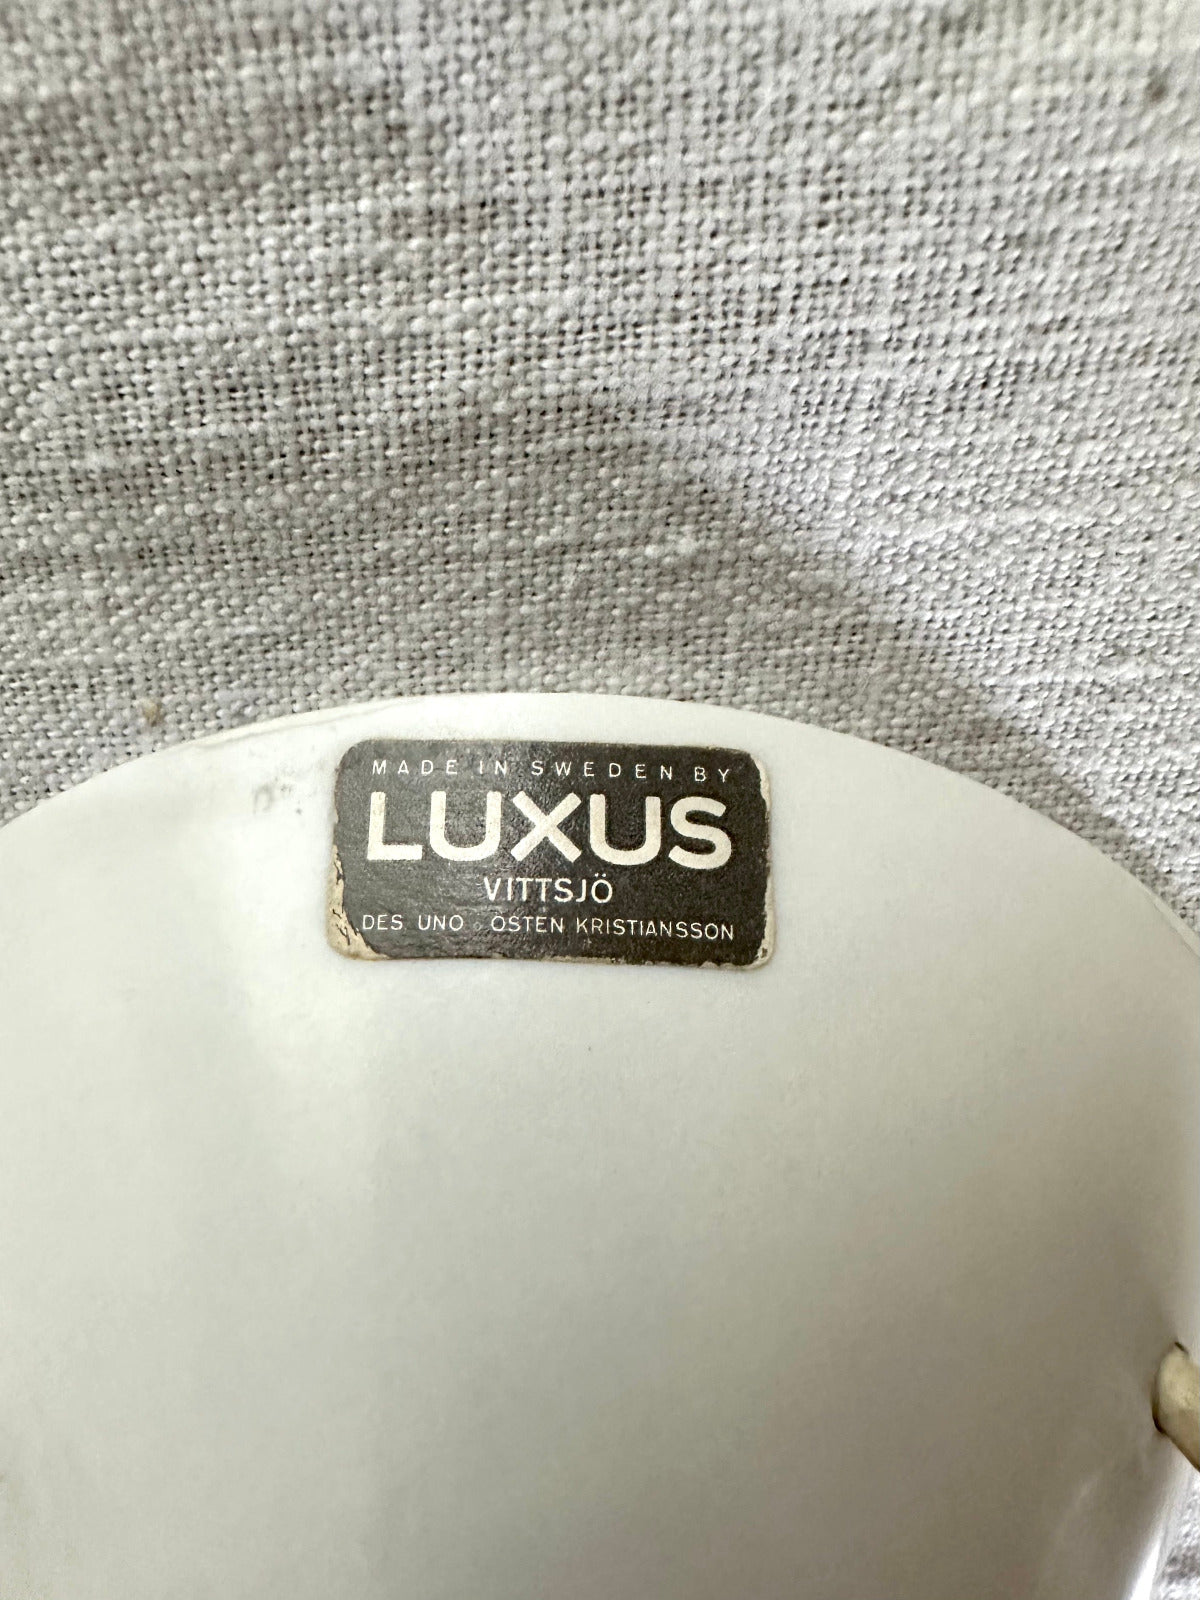 MADE IN SWEDEN BY
LUXUS
VITTSJÖ
DES. UNO o ÖSTEN KRISTIANSSON